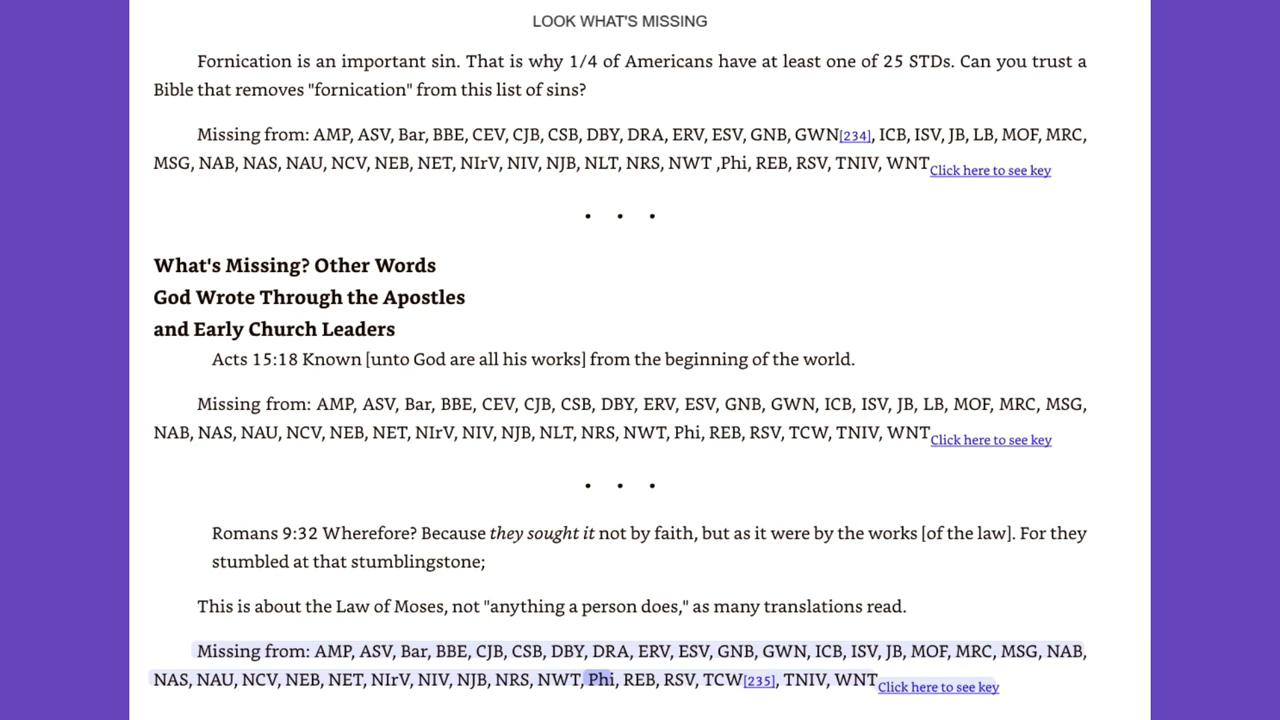 LOOK WHAT'S MISSING
Fornication is an important sin. That is why 1/4 of Americans have at least one of 25 STDs. Can you trust a
Bible that removes "fornication" from this list of sins?
Missing from: AMP, ASV, Bar, BBE, CEV, CJB, CSB, DBY, DRA, ERV, ESV, GNB, GWN[234], ICB, ISV, JB, LB, MOF, MRC,
MSG, NAB, NAS, NAU, NCV, NEB, NET, NIrV, NIV, NJB, NLT, NRS, NWT ,Phi, REB, RSV, TNIV, WNT Click here to see key
• • •
What's Missing? Other Words
God Wrote Through the Apostles
and Early Church Leaders
Acts 15:18 Known [unto God are all his works] from the beginning of the world.
Missing from: AMP, ASV, Bar, BBE, CEV, CJB, CSB, DBY, ERV, ESV, GNB, GWN, ICB, ISV, JB, LB, MOF, MRC, MSG,
NAB, NAS, NAU, NCV, NEB, NET, NIrV, NIV, NJB, NLT, NRS, NWT, Phi, REB, RSV, TCW, TNIV, WNT Click here to see key
• • •
Romans 9:32 Wherefore? Because they sought it not by faith, but as it were by the works [of the law]. For they
stumbled at that stumblingstone;
This is about the Law of Moses, not "anything a person does," as many translations read.
Missing from: AMP, ASV, Bar, BBE, CJB, CSB, DBY, DRA, ERV, ESV, GNB, GWN, ICB, ISV, JB, MOF, MRC, MSG, NAB,
NAS, NAU, NCV, NEB, NET, NIrV, NIV, NJB, NRS, NWT, Phi, REB, RSV, TCW[235], TNIV, WNT Click here to see key